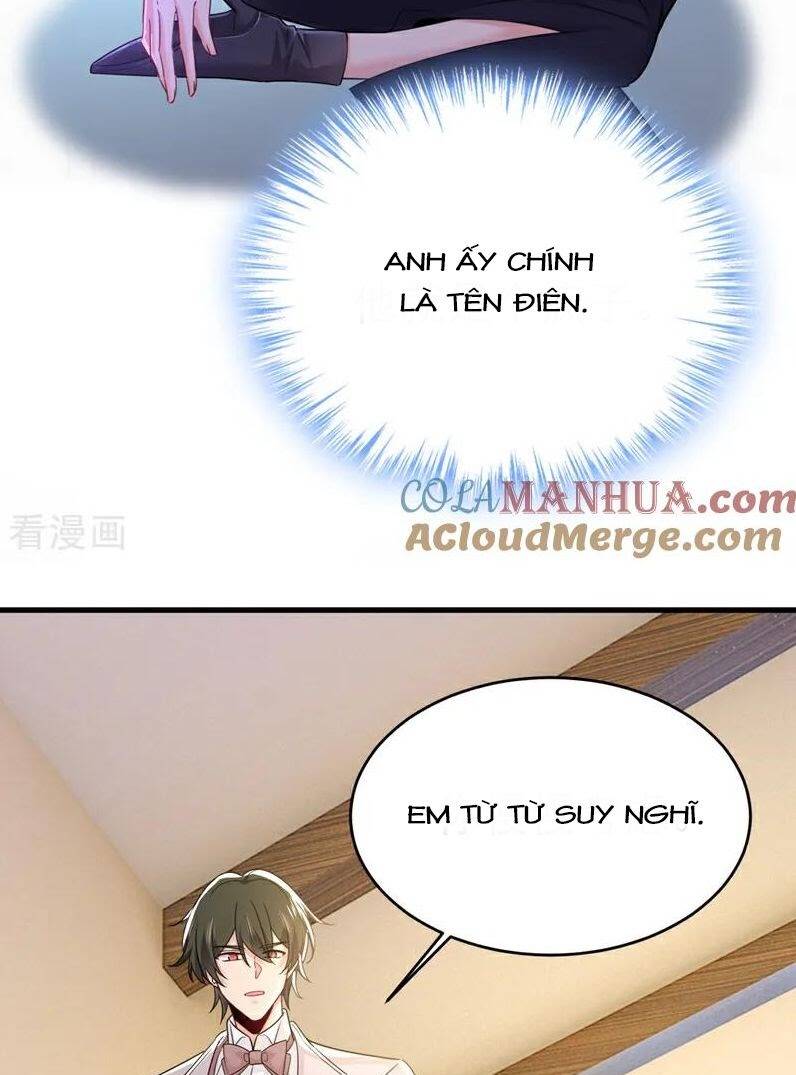 ANH ẤY CHÍNH
LÀ TÊN ĐIÊN.
COLAMANHUA.com
看漫画
ACloudMerge.com
EM TỪ TỪ SUY NGHĨ.